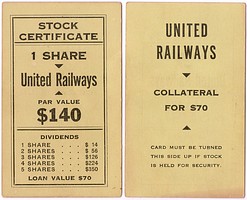 STOCK
CERTIFICATE
1 SHARE
United Railways
PAR VALUE
$140
DIVIDENDS
1 SHARE $ 14
2 SHARES $ 56
3 SHARES $126
4 SHARES $224
5 SHARES $350
LOAN VALUE $70
UNITED
RAILWAYS
COLLATERAL
FOR $70
CARD MUST BE TURNED
THIS SIDE UP IF STOCK
IS HELD FOR SECURITY.